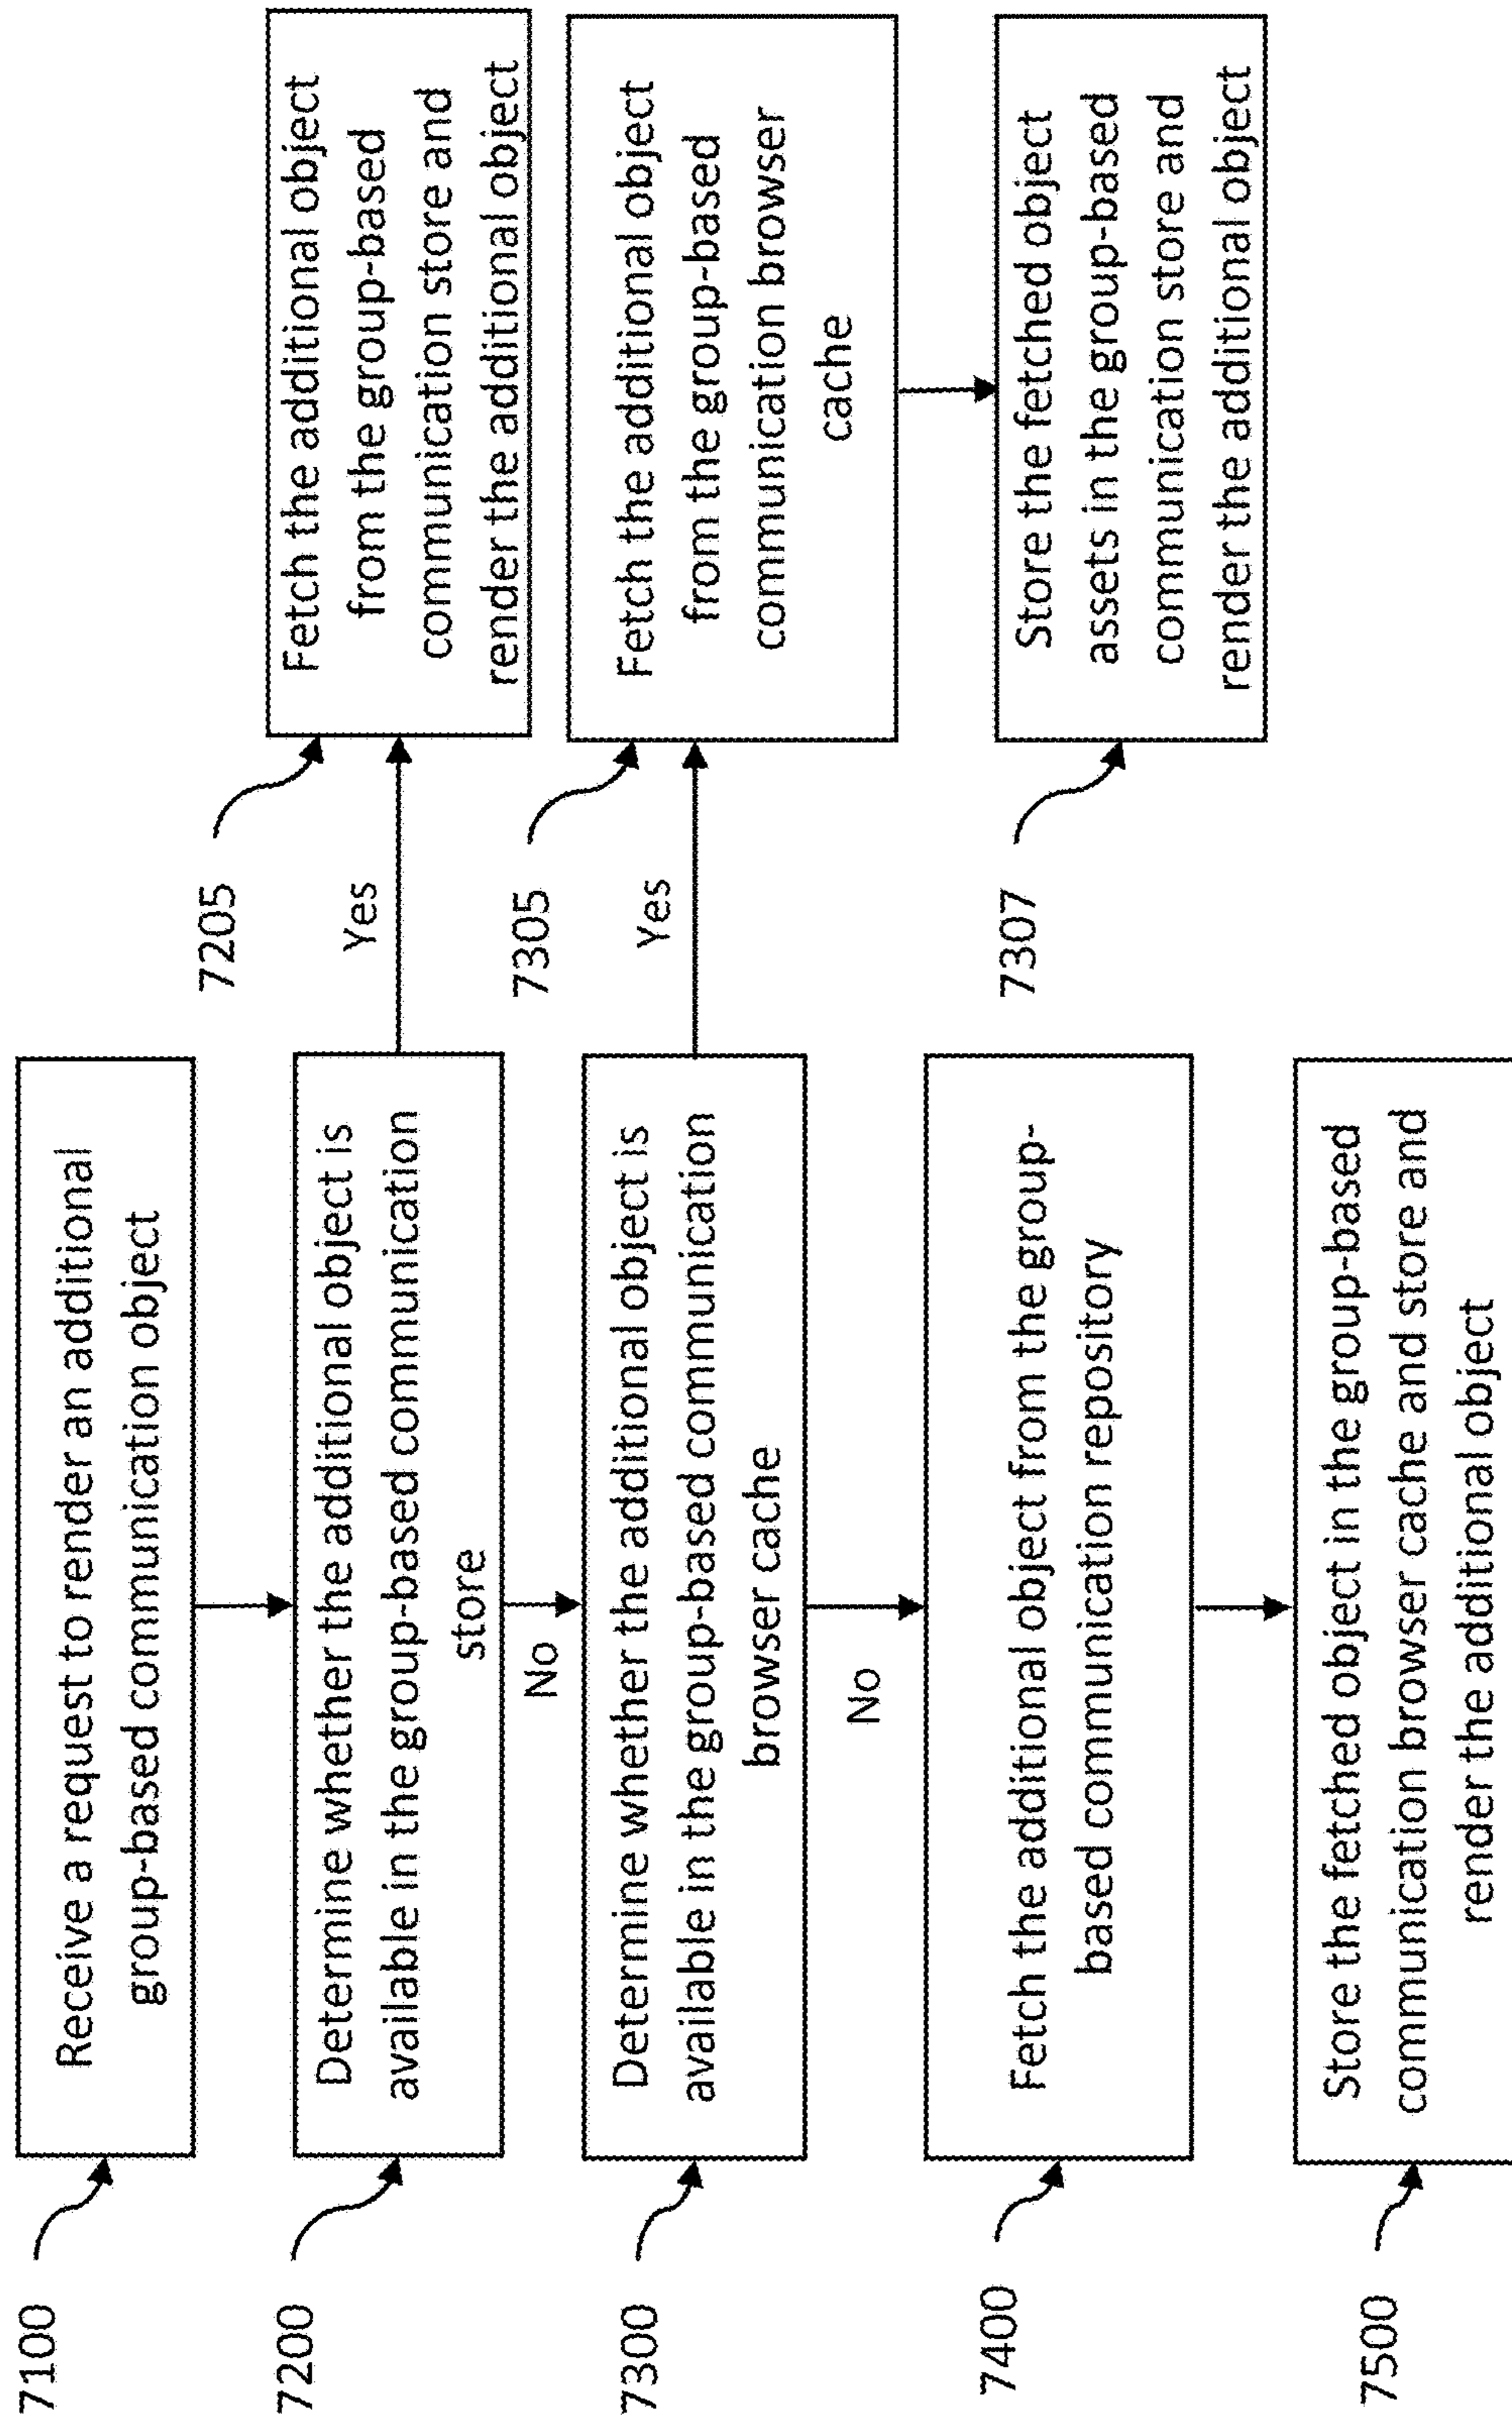 7100
Receive a request to render an additional
group-based communication object
7200
Determine whether the additional object is
available in the group-based communication
store
Yes
7205
Fetch the additional object
from the group-based
communication store and
render the additional object
No
7300
Determine whether the additional object is
available in the group-based communication
browser cache
Yes
7305
Fetch the additional object
from the group-based
communication browser
cache
7307
Store the fetched object
assets in the group-based
communication store and
render the additional object
No
7400
Fetch the additional object from the group-
based communication repository
7500
Store the fetched object in the group-based
communication browser cache and store and
render the additional object